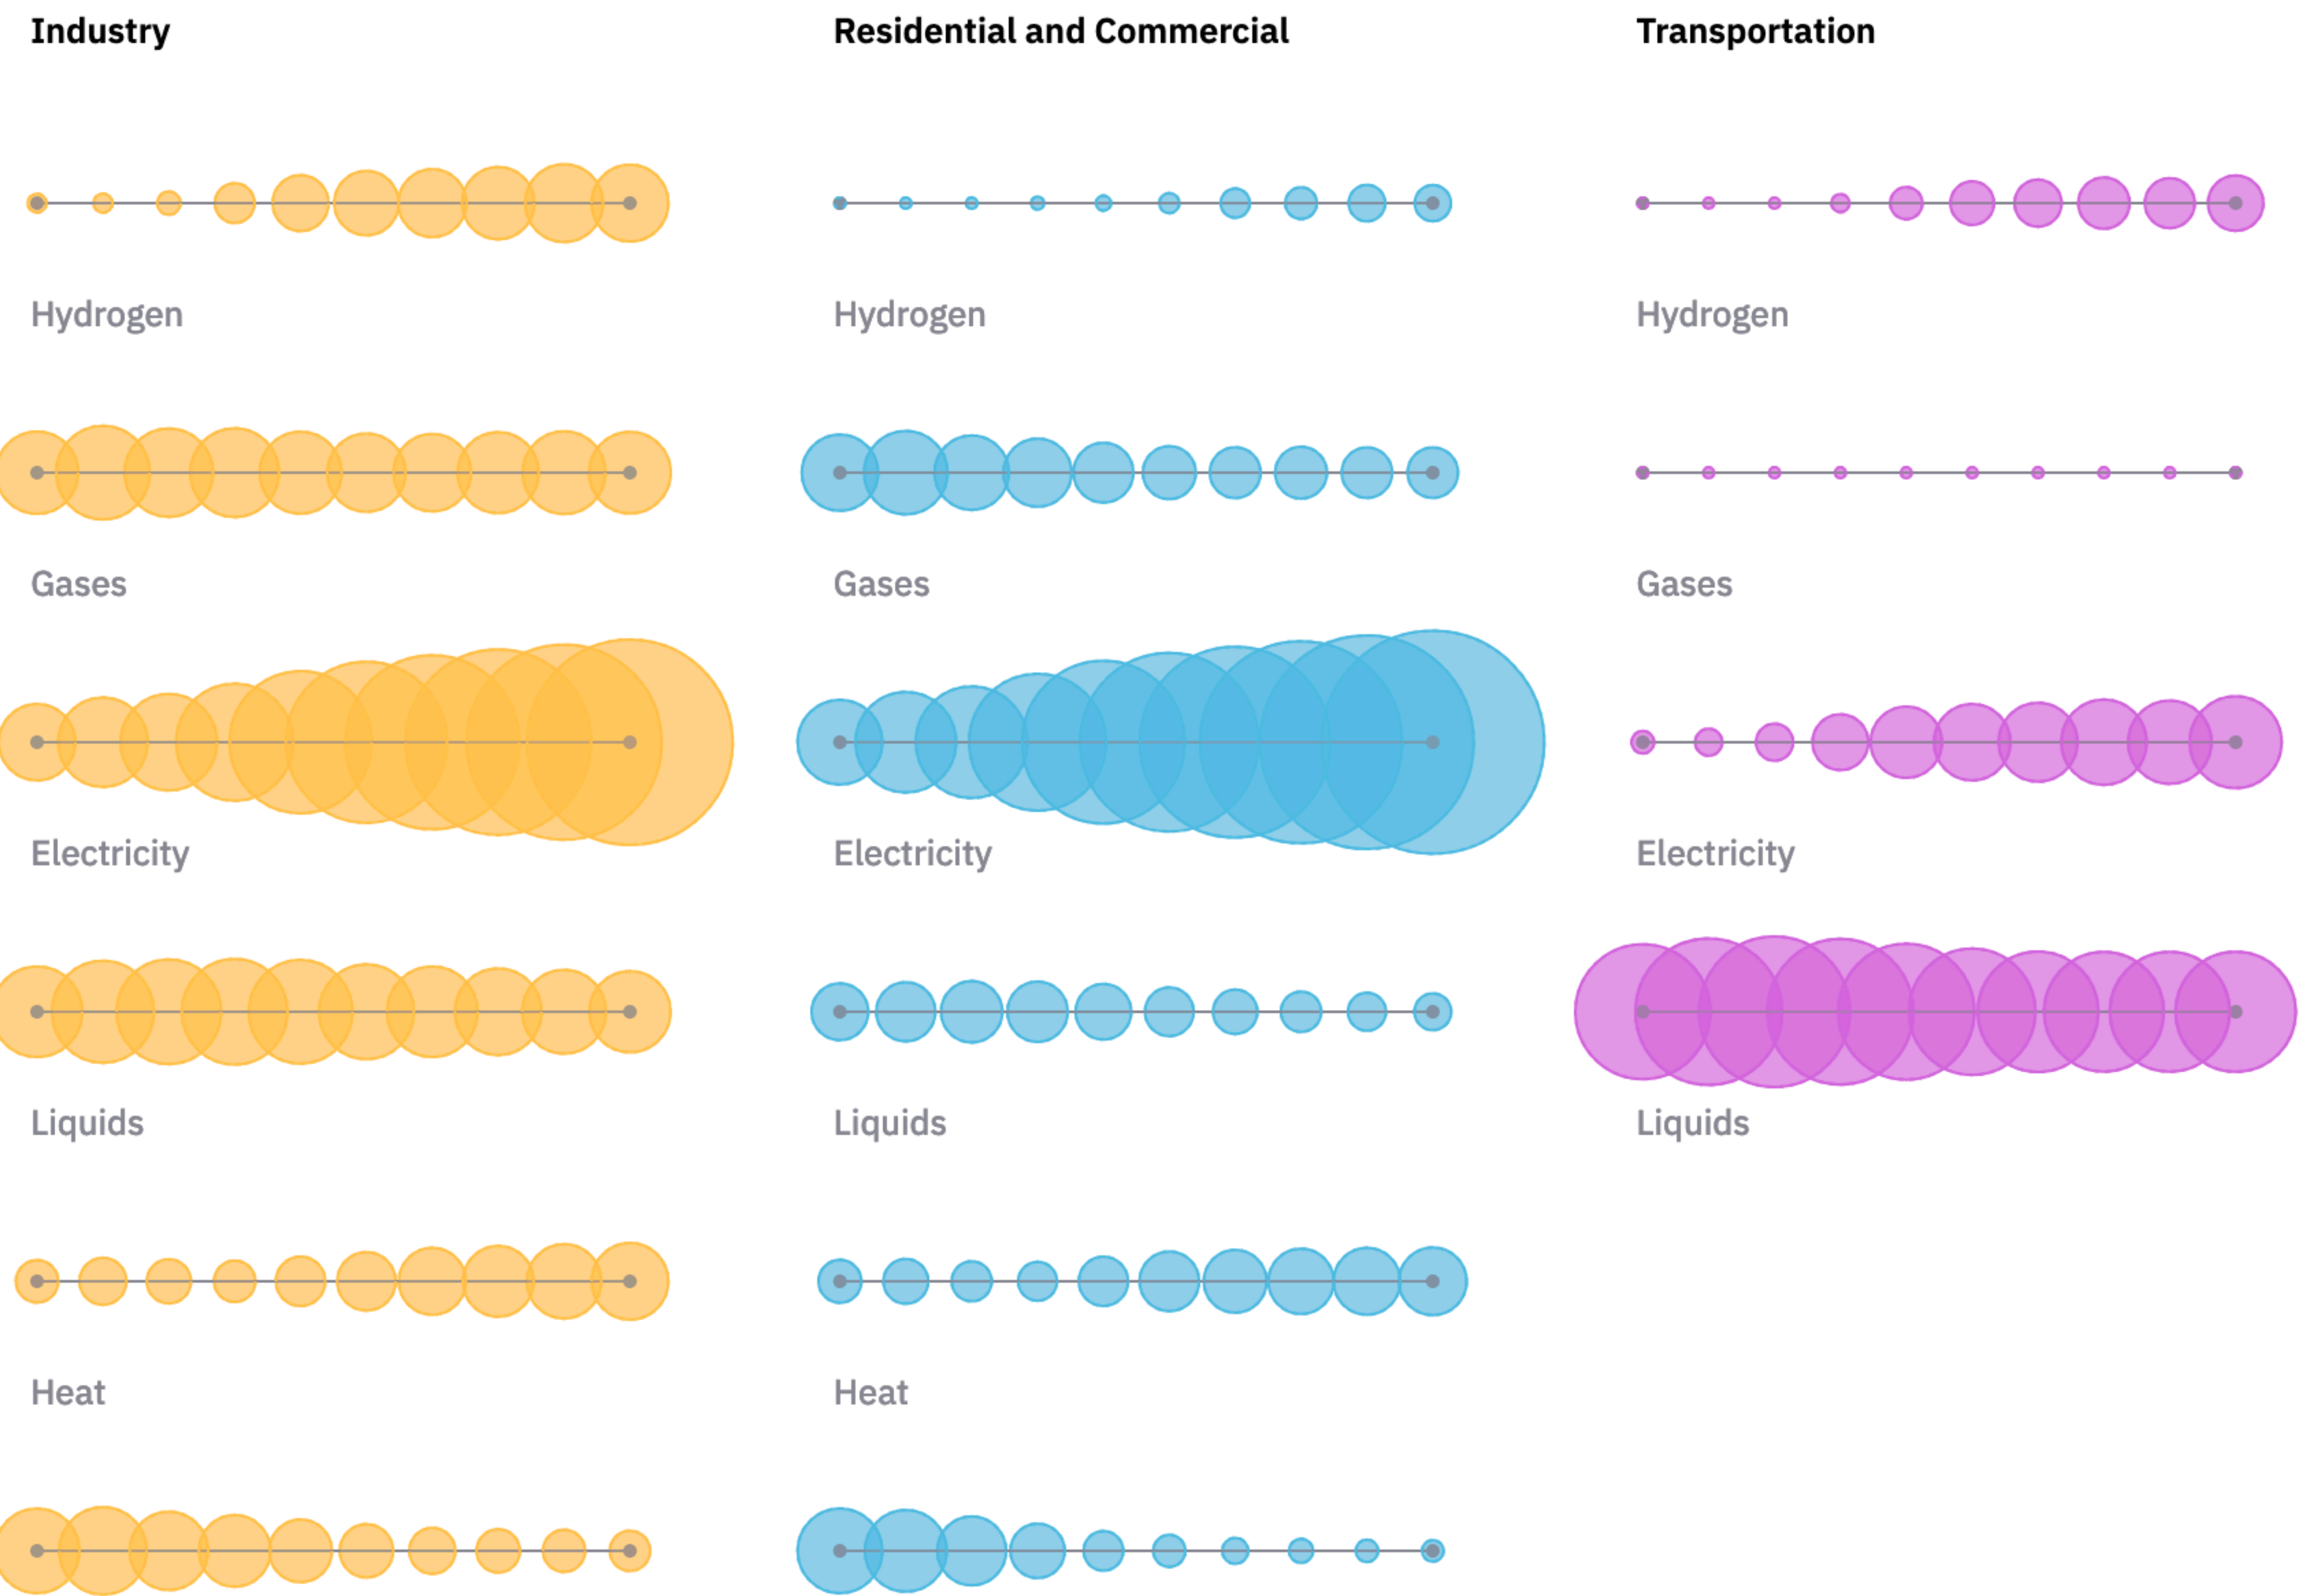 Industry
Residential and Commercial
Transportation
Hydrogen
Hydrogen
Hydrogen
Gases
Gases
Gases
Electricity
Electricity
Electricity
Liquids
Liquids
Liquids
Heat
Heat